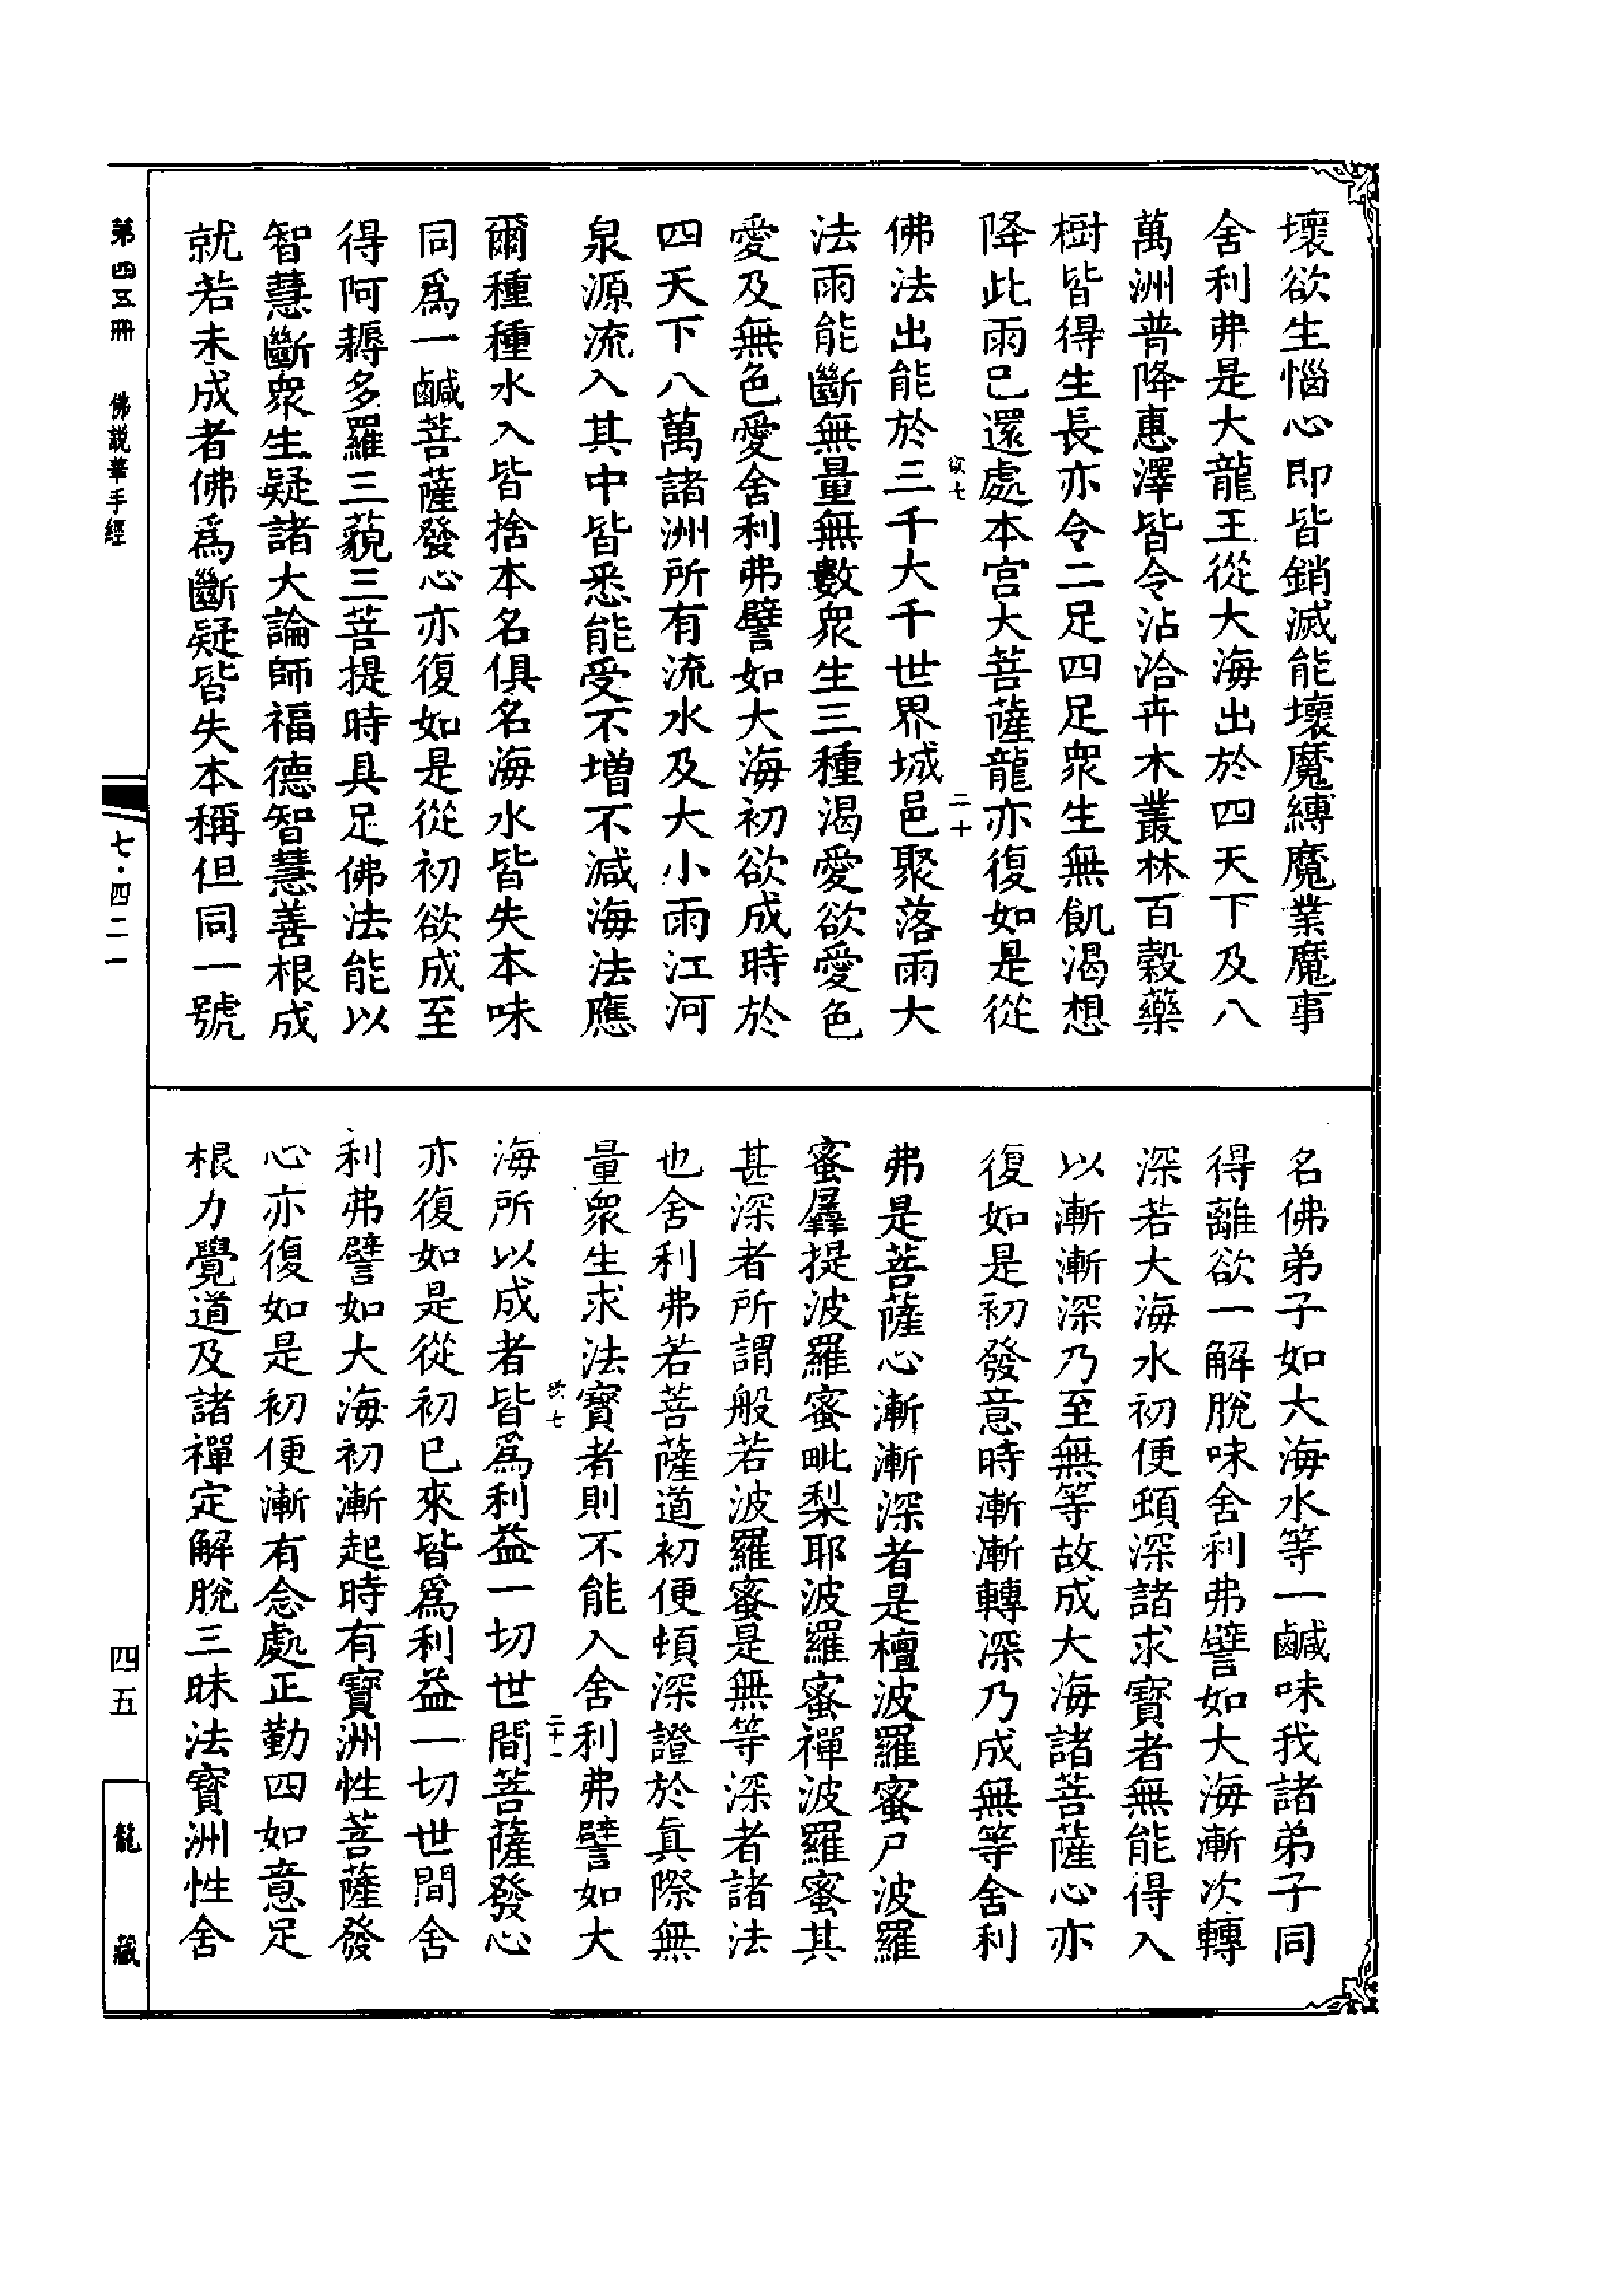 壞欲生惱心即皆銷滅能壞魔縛魔業魔事
舍利弗是大龍王從大海出於四天下及八
萬洲普降惠澤皆令沾洽卉木叢林百穀藥
樹皆得生長亦令二足四足衆生無飢渴想
降此雨已還處本宮大菩薩龍亦復如是從
佛法出能於三千大千世界城邑聚落雨大
法雨能斷無量無數衆生三種渴愛欲愛色
愛及無色愛舍利弗譬如大海初欲成時於
四天下八萬諸洲所有流水及大小雨江河
泉源流入其中皆悉能受不增不減海法應
爾種種水入皆捨本名俱名海水皆失本味
同爲一鹹菩薩發心亦復如是從初欲成至
得阿耨多羅三藐三菩提時具足佛法能以
智慧斷衆生疑諸大論師福德智慧善根成
就若未成者佛爲斷疑皆失本稱但同一號
二十
名佛弟子如大海水等一鹹味我諸弟子同
得離欲一解脫味舍利弗譬如大海漸次轉
深若大海水初便頓深諸求寶者無能得入
以漸漸深乃至無等故成大海諸菩薩心亦
復如是初發意時漸漸轉深乃成無等舍利
弗是菩薩心漸漸深者是檀波羅蜜尸波羅
蜜羼提波羅蜜毗梨耶波羅蜜禪波羅蜜其
甚深者所謂般若波羅蜜是無等深者諸法
也舍利弗若菩薩道初便頓深證於真際無
量衆生求法寶者則不能入舍利弗譬如大
海所以成者皆爲利益一切世間菩薩發心
亦復如是從初已來皆爲利益一切世間舍
利弗譬如大海初漸起時有寶洲性菩薩發
心亦復如是初便漸有念處正勤四如意足
根力覺道及諸禪定解脫三昧法寶洲性舍
二十一
第四五冊 佛說華手經
七·四二一
四五
龍藏